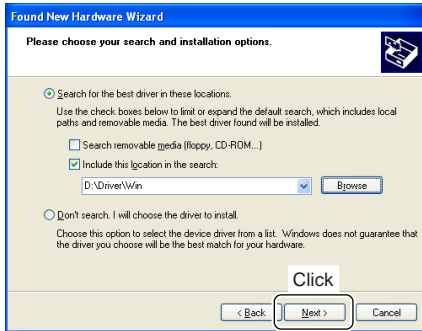 Found New Hardware Wizard
Please choose your search and installation options.
Search for the best driver in these locations.
Use the check boxes below to limit or expand the default search, which includes local
paths and removable media. The best driver found will be installed.
Search removable media (floppy, CD-ROM...)
Include this location in the search:
D:\Driver\Win
Browse
Don't search. I will choose the driver to install.
Choose this option to select the device driver from a list. Windows does not guarantee that
the driver you choose will be the best match for your hardware.
Click
< Back
Next >
Cancel